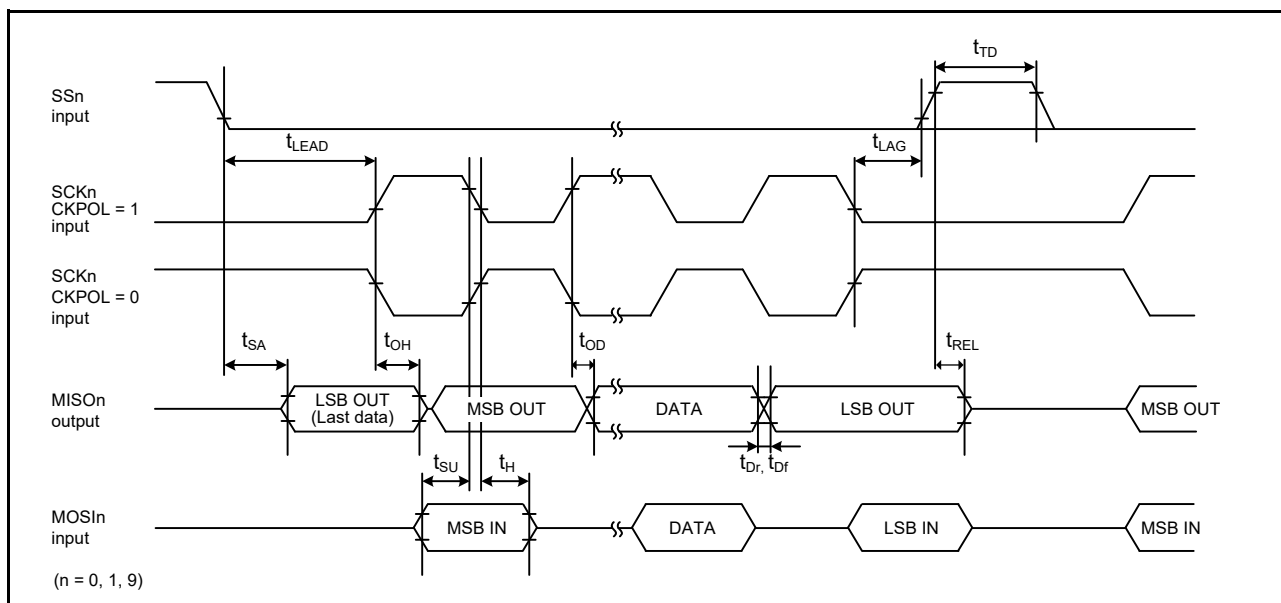 tTD
SSn
input
tLEAD
tLAG
SCKn
CKPOL = 1
input
SCKn
CKPOL = 0
input
tSA
tOH
tOD
tREL
MISOn
output
LSB OUT
(Last data)
MSB OUT
DATA
LSB OUT
MSB OUT
tSU
tH
tDr, tDf
MOSIn
input
MSB IN
DATA
LSB IN
MSB IN
(n = 0, 1, 9)